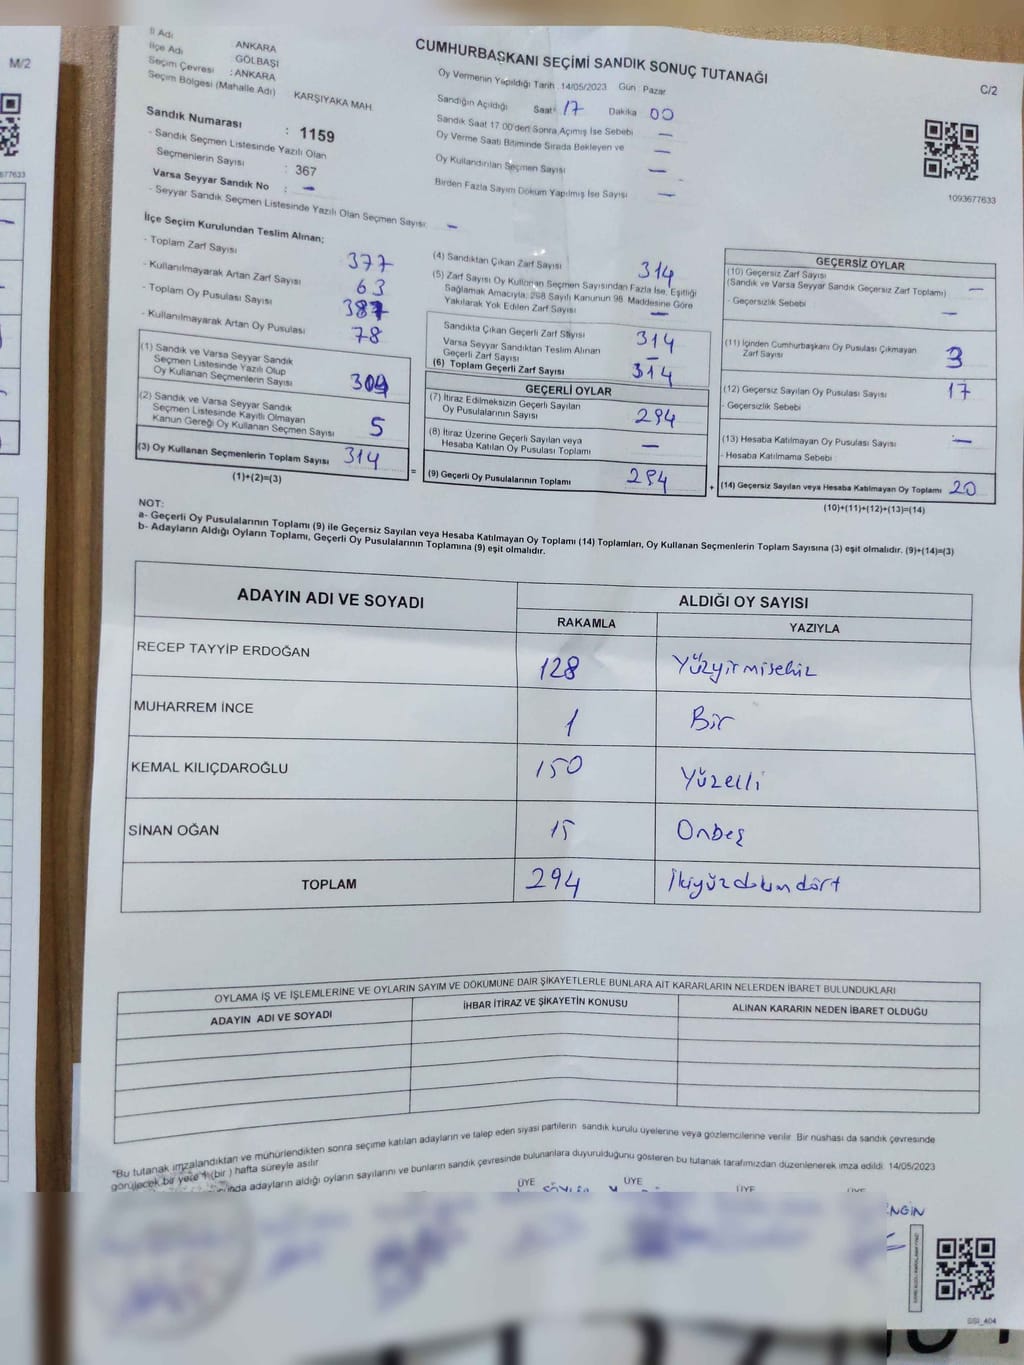 M/2
CUMHURBAŞKANI SEÇİMİ SANDIK SONUÇ TUTANAĞI
C/2
İl Adı ANKARA
İlçe Adı GÖLBAŞI
Seçim Çevresi : ANKARA
Seçim Bölgesi (Mahalle Adı) KARŞIYAKA MAH.
Sandık Numarası : 1159
- Sandık Seçmen Listesinde Yazılı Olan
Seçmenlerin Sayısı : 367
Varsa Seyyar Sandık No : –
- Seyyar Sandık Seçmen Listesinde Yazılı Olan Seçmen Sayısı: –
Oy Vermenin Yapıldığı Tarih :14/05/2023 Gün Pazar
Sandığın Açıldığı Saat 17 Dakika 00
Sandık Saat 17:00'den Sonra Açımış İse Sebebi –
Oy Verme Saati Bitiminde Sırada Bekleyen ve –
Oy Kullandırılan Seçmen Sayısı –
Birden Fazla Sayım Döküm Yapılmış İse Sayısı –
1093677633
İlçe Seçim Kurulundan Teslim Alınan;
- Toplam Zarf Sayısı 377
- Kullanılmayarak Artan Zarf Sayısı 63
- Toplam Oy Pusulası Sayısı 387
- Kullanılmayarak Artan Oy Pusulası 78
(1) Sandık ve Varsa Seyyar Sandık
Seçmen Listesinde Yazılı Olup
Oy Kullanan Seçmenlerin Sayısı 309
(2) Sandık ve Varsa Seyyar Sandık
Seçmen Listesinde Kayıtlı Olmayan
Kanun Gereği Oy Kullanan Seçmen Sayısı 5
(3) Oy Kullanan Seçmenlerin Toplam Sayısı 314
(1)+(2)=(3)
(4) Sandıktan Çıkan Zarf Sayısı 314
(5) Zarf Sayısı Oy Kullanan Seçmen Sayısından Fazla İse, Eşitliği
Sağlamak Amacıyla, 298 Sayılı Kanunun 98. Maddesine Göre
Yakılarak Yok Edilen Zarf Sayısı –
Sandıkta Çıkan Geçerli Zarf Sayısı 314
Varsa Seyyar Sandıktan Teslim Alınan
Geçerli Zarf Sayısı –
(6) Toplam Geçerli Zarf Sayısı 314
GEÇERLİ OYLAR
(7) İtiraz Edilmeksizin Geçerli Sayılan
Oy Pusulalarının Sayısı 294
(8) İtiraz Üzerine Geçerli Sayılan veya
Hesaba Katılan Oy Pusulası Toplamı –
= (9) Geçerli Oy Pusulalarının Toplamı 294
GEÇERSİZ OYLAR
(10) Geçersiz Zarf Sayısı
(Sandık ve Varsa Seyyar Sandık Geçersiz Zarf Toplamı) –
- Geçersizlik Sebebi –
(11) İçinden Cumhurbaşkanı Oy Pusulası Çıkmayan
Zarf Sayısı 3
(12) Geçersiz Sayılan Oy Pusulası Sayısı 17
- Geçersizlik Sebebi
(13) Hesaba Katılmayan Oy Pusulası Sayısı –
- Hesaba Katılmama Sebebi
+ (14) Geçersiz Sayılan veya Hesaba Katılmayan Oy Toplamı 20
(10)+(11)+(12)+(13)=(14)
NOT:
a- Geçerli Oy Pusulalarının Toplamı (9) ile Geçersiz Sayılan veya Hesaba Katılmayan Oy Toplamı (14) Toplamları, Oy Kullanan Seçmenlerin Toplam Sayısına (3) eşit olmalıdır. (9)+(14)=(3)
b- Adayların Aldığı Oyların Toplamı, Geçerli Oy Pusulalarının Toplamına (9) eşit olmalıdır.
ADAYIN ADI VE SOYADI ALDIĞI OY SAYISI
RAKAMLA YAZIYLA
RECEP TAYYİP ERDOĞAN 128 Yüzyirmisekiz
MUHARREM İNCE 1 Bir
KEMAL KILIÇDAROĞLU 150 Yüzelli
SİNAN OĞAN 15 Onbeş
TOPLAM 294 İkiyüzdoksandört
OYLAMA İŞ VE İŞLEMLERİNE VE OYLARIN SAYIM VE DÖKÜMÜNE DAİR ŞİKAYETLERLE BUNLARA AİT KARARLARIN NELERDEN İBARET BULUNDUKLARI
ADAYIN ADI VE SOYADI İHBAR İTİRAZ VE ŞİKAYETİN KONUSU ALINAN KARARIN NEDEN İBARET OLDUĞU
"Bu tutanak imzalandıktan ve mühürlendikten sonra seçime katılan adayların ve talep eden siyasi partilerin sandık kurulu üyelerine veya gözlemcilerine verilir. Bir nüshası da sandık çevresinde
görülecek bir yere 1 (bir ) hafta süreyle asılır
adayların aldığı oyların sayılarını ve bunların sandık çevresinde bulunanlara duyurulduğunu gösteren bu tutanak tarafımızdan düzenlenerek imza edildi. 14/05/2023
ÜYE ÜYE ÜYE ÜYE
ENGİN
SSI_404